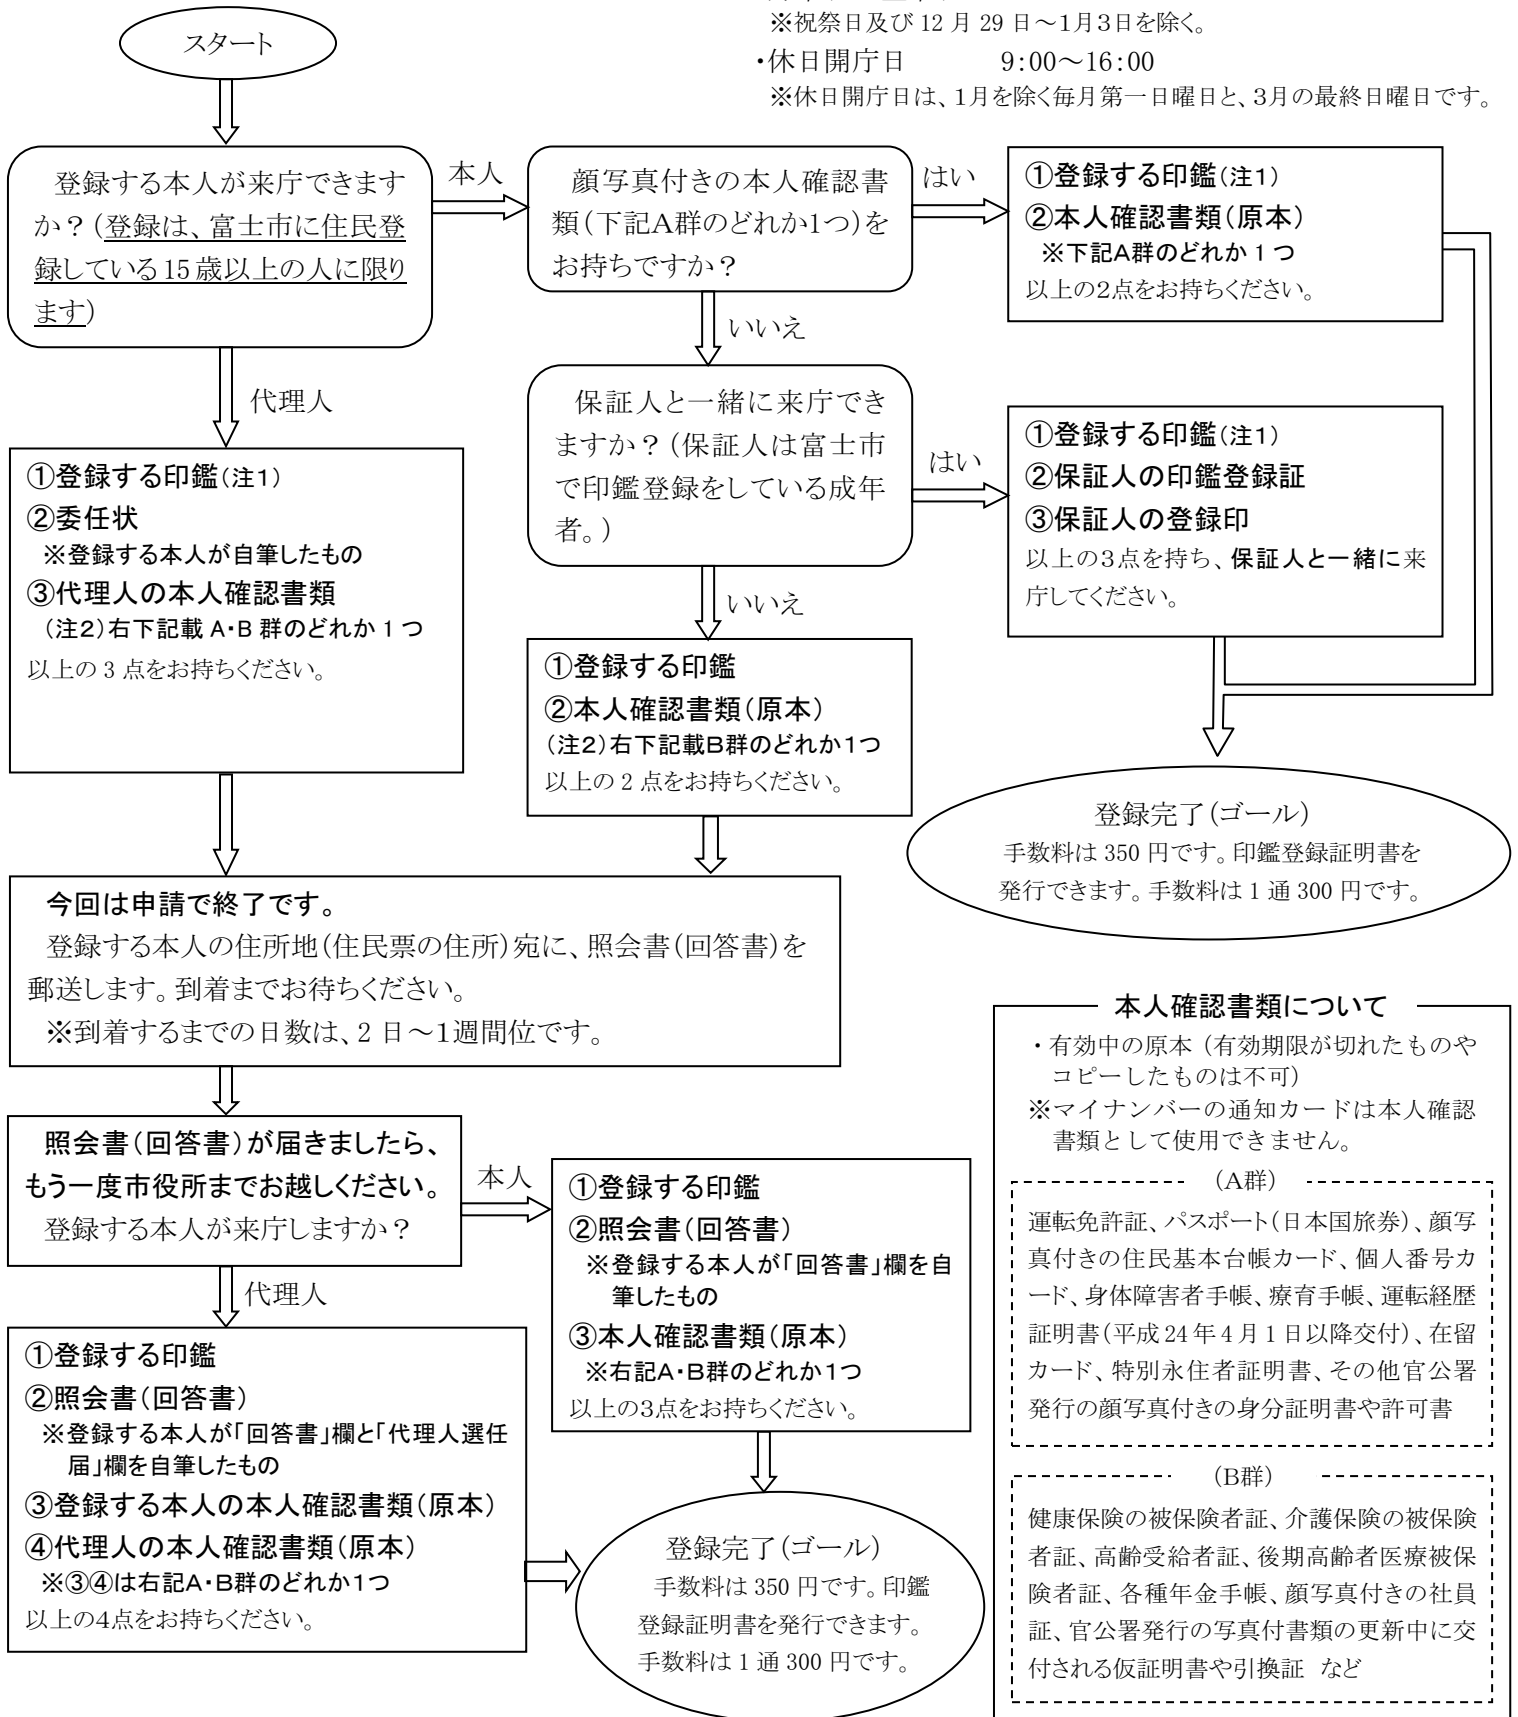 ※祝祭日及び 12 月 29 日～1月3日を除く。
・休日開庁日 9:00～16:00
※休日開庁日は、1月を除く毎月第一日曜日と、3月の最終日曜日です。
スタート
登録する本人が来庁できます
か？(登録は、富士市に住民登
録している15歳以上の人に限り
ます)
本人
顔写真付きの本人確認書
類(下記A群のどれか1つ)を
お持ちですか？
はい
①登録する印鑑(注1)
②本人確認書類(原本)
※下記A群のどれか1つ
以上の2点をお持ちください。
いいえ
代理人
保証人と一緒に来庁でき
ますか？(保証人は富士市
で印鑑登録をしている成年
者。)
はい
①登録する印鑑(注1)
②保証人の印鑑登録証
③保証人の登録印
以上の3点を持ち、保証人と一緒に来
庁してください。
①登録する印鑑(注1)
②委任状
※登録する本人が自筆したもの
③代理人の本人確認書類
(注2)右下記載 A・B 群のどれか1つ
以上の 3 点をお持ちください。
いいえ
①登録する印鑑
②本人確認書類(原本)
(注2)右下記載B群のどれか1つ
以上の 2 点をお持ちください。
登録完了(ゴール)
手数料は 350 円です。印鑑登録証明書を
発行できます。手数料は 1 通 300 円です。
今回は申請で終了です。
登録する本人の住所地(住民票の住所)宛に、照会書(回答書)を
郵送します。到着までお待ちください。
※到着するまでの日数は、2 日～1週間位です。
照会書(回答書)が届きましたら、
もう一度市役所までお越しください。
登録する本人が来庁しますか？
本人
①登録する印鑑
②照会書(回答書)
※登録する本人が「回答書」欄を自
筆したもの
③本人確認書類(原本)
※右記A・B群のどれか1つ
以上の3点をお持ちください。
代理人
①登録する印鑑
②照会書(回答書)
※登録する本人が「回答書」欄と「代理人選任
届」欄を自筆したもの
③登録する本人の本人確認書類(原本)
④代理人の本人確認書類(原本)
※③④は右記A・B群のどれか1つ
以上の4点をお持ちください。
登録完了(ゴール)
手数料は 350 円です。印鑑
登録証明書を発行できます。
手数料は 1 通 300 円です。
本人確認書類について
・有効中の原本 (有効期限が切れたものや
コピーしたものは不可)
※マイナンバーの通知カードは本人確認
書類として使用できません。
(A群)
運転免許証、パスポート(日本国旅券)、顔写
真付きの住民基本台帳カード、個人番号カ
ード、身体障害者手帳、療育手帳、運転経歴
証明書(平成24年4月1日以降交付)、在留
カード、特別永住者証明書、その他官公署
発行の顔写真付きの身分証明書や許可書
(B群)
健康保険の被保険者証、介護保険の被保険
者証、高齢受給者証、後期高齢者医療被保
険者証、各種年金手帳、顔写真付きの社員
証、官公署発行の写真付書類の更新中に交
付される仮証明書や引換証 など